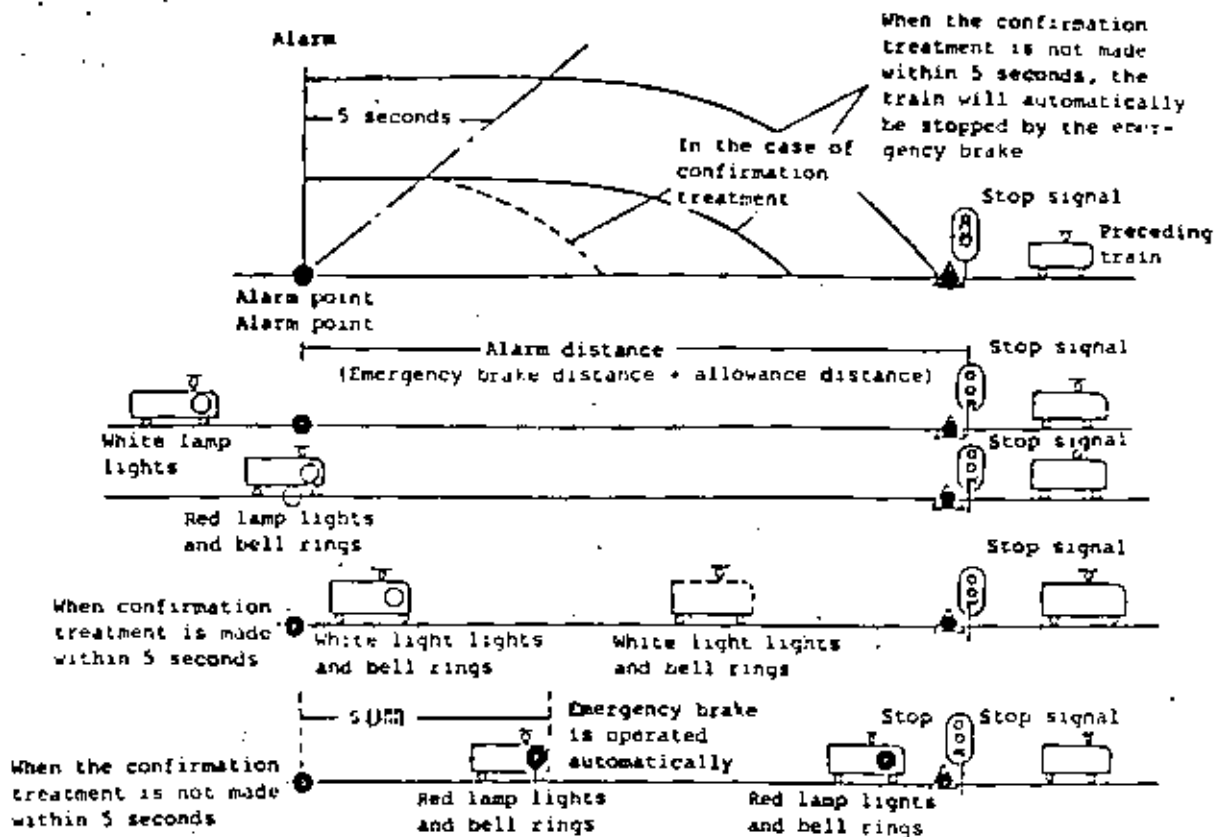 Alarm
When the confirmation
treatment is not made
within 5 seconds, the
train will automatically
be stopped by the emer-
gency brake
5 seconds
In the case of
confirmation
treatment
Stop signal
Preceding
train
Alarm point
Alarm point
Alarm distance
(Emergency brake distance + allowance distance)
Stop signal
White lamp
lights
Stop signal
Red lamp lights
and bell rings
Stop signal
When confirmation
treatment is made
within 5 seconds
White light lights
and bell rings
White light lights
and bell rings
Emergency brake
is operated
automatically
Stop
Stop signal
When the confirmation
treatment is not made
within 5 seconds
Red lamp lights
and bell rings
Red lamp lights
and bell rings